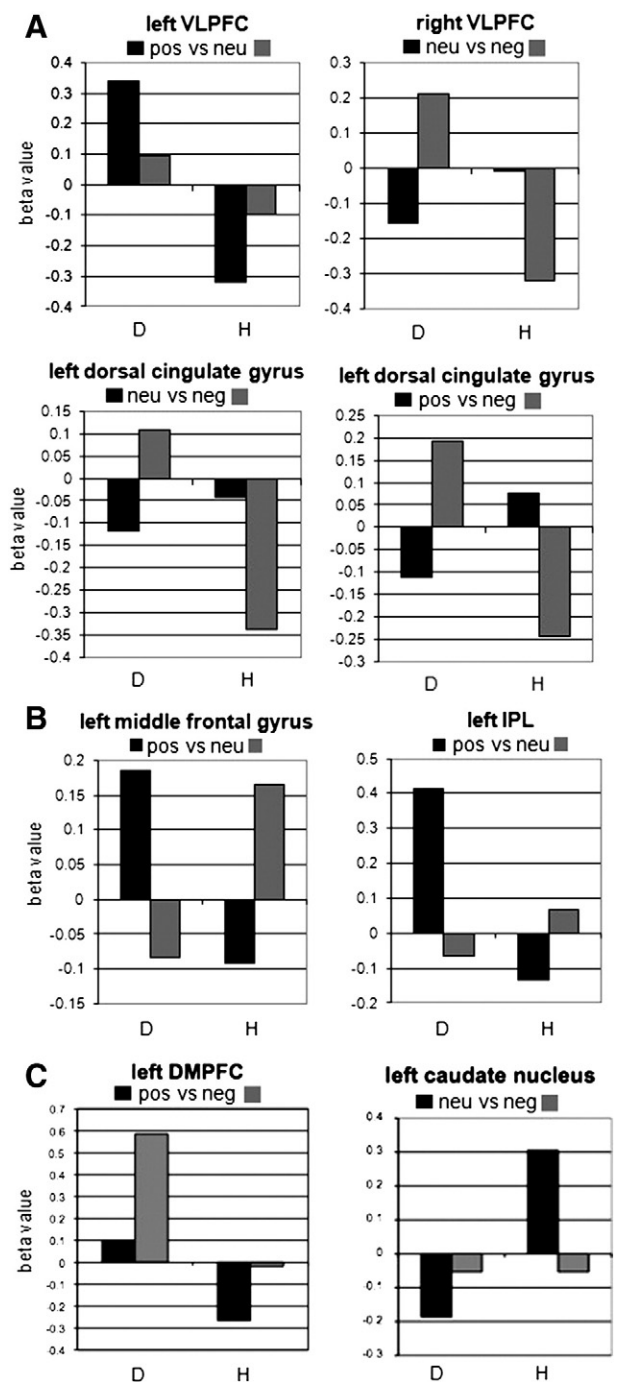 A
left VLPFC
pos vs neu
beta value
0.4
0.3
0.2
0.1
0
-0.1
-0.2
-0.3
-0.4
D H
right VLPFC
neu vs neg
0.3
0.2
0.1
0
-0.1
-0.2
-0.3
-0.4
D H
left dorsal cingulate gyrus
neu vs neg
beta value
0.15
0.1
0.05
0
-0.05
-0.1
-0.15
-0.2
-0.25
-0.3
-0.35
-0.4
D H
left dorsal cingulate gyrus
pos vs neg
0.25
0.2
0.15
0.1
0.05
0
-0.05
-0.1
-0.15
-0.2
-0.25
-0.3
D H
B
left middle frontal gyrus
pos vs neu
beta value
0.2
0.15
0.1
0.05
0
-0.05
-0.1
-0.15
D H
left IPL
pos vs neu
0.5
0.4
0.3
0.2
0.1
0
-0.1
-0.2
D H
C
left DMPFC
pos vs neg
beta value
0.7
0.6
0.5
0.4
0.3
0.2
0.1
0
-0.1
-0.2
-0.3
-0.4
D H
left caudate nucleus
neu vs neg
0.4
0.3
0.2
0.1
0
-0.1
-0.2
-0.3
D H